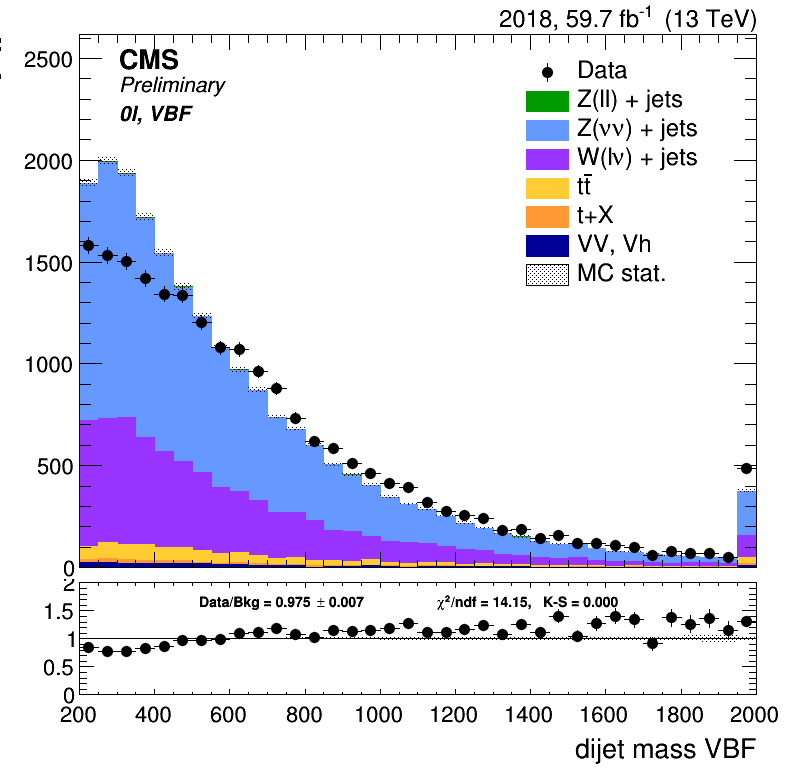 2018, 59.7 fb⁻¹ (13 TeV)
CMS
Preliminary
0l, VBF
Data
Z(ll) + jets
Z(νν) + jets
W(lν) + jets
tt̄
t+X
VV, Vh
MC stat.
2500
2000
1500
1000
500
0
Data/Bkg = 0.975 ± 0.007
χ²/ndf = 14.15, K-S = 0.000
2
1.5
1
0.5
0
200 400 600 800 1000 1200 1400 1600 1800 2000
dijet mass VBF